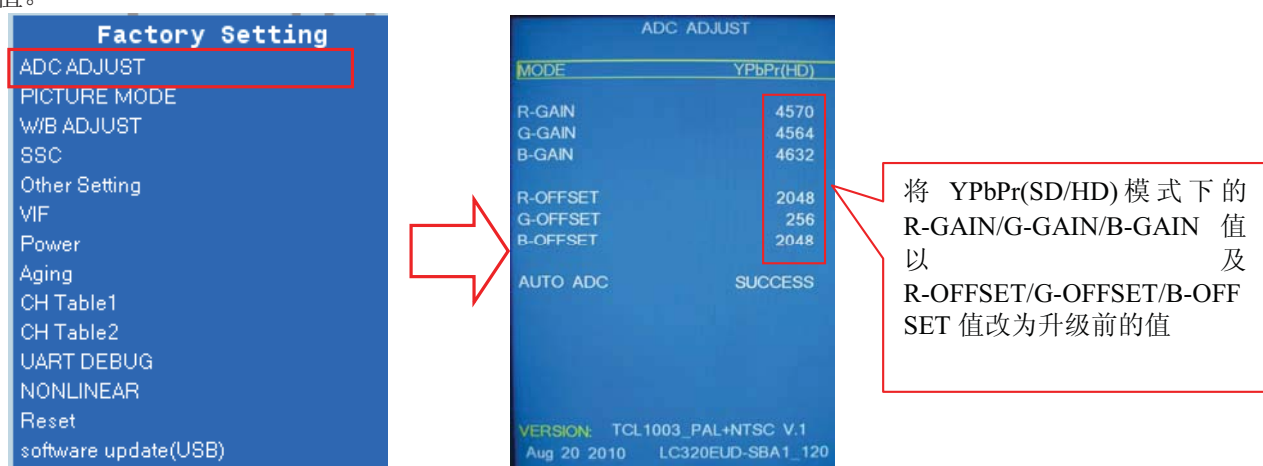 值。
Factory Setting
ADC ADJUST
PICTURE MODE
W/B ADJUST
SSC
Other Setting
VIF
Power
Aging
CH Table1
CH Table2
UART DEBUG
NONLINEAR
Reset
software update(USB)
ADC ADJUST
MODE YPbPr(HD)
R-GAIN 4570
G-GAIN 4564
B-GAIN 4632
R-OFFSET 2048
G-OFFSET 256
B-OFFSET 2048
AUTO ADC SUCCESS
VERSION: TCL1003_PAL+NTSC V.1
Aug 20 2010 LC320EUD-SBA1_120
将 YPbPr(SD/HD)模式下的
R-GAIN/G-GAIN/B-GAIN 值
以及
R-OFFSET/G-OFFSET/B-OFF
SET 值改为升级前的值